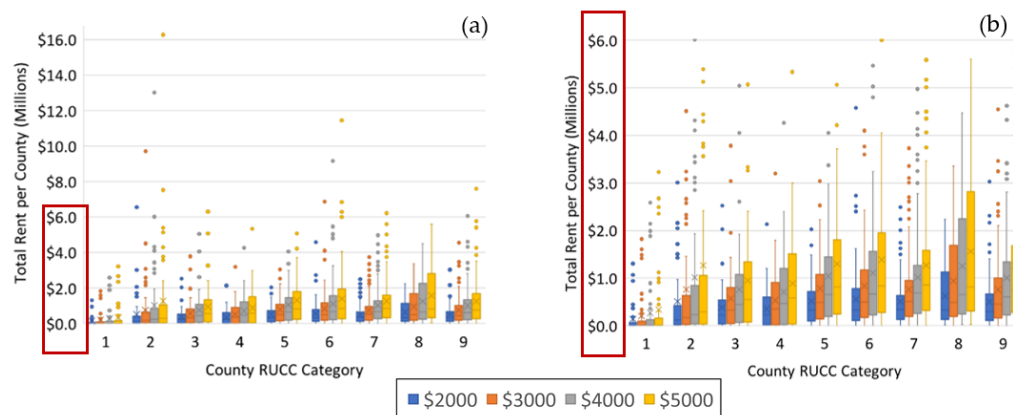 (a)
Total Rent per County (Millions)
$16.0
$14.0
$12.0
$10.0
$8.0
$6.0
$4.0
$2.0
$0.0
1 2 3 4 5 6 7 8 9
County RUCC Category
(b)
Total Rent per County (Millions)
$6.0
$5.0
$4.0
$3.0
$2.0
$1.0
$0.0
1 2 3 4 5 6 7 8 9
County RUCC Category
$2000 $3000 $4000 $5000